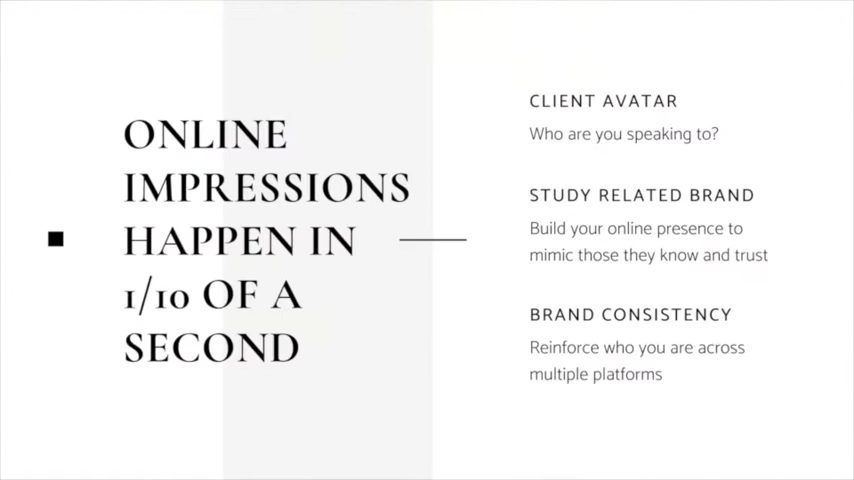 ONLINE
IMPRESSIONS
HAPPEN IN
1/10 OF A
SECOND
CLIENT AVATAR
Who are you speaking to?
STUDY RELATED BRAND
Build your online presence to
mimic those they know and trust
BRAND CONSISTENCY
Reinforce who you are across
multiple platforms